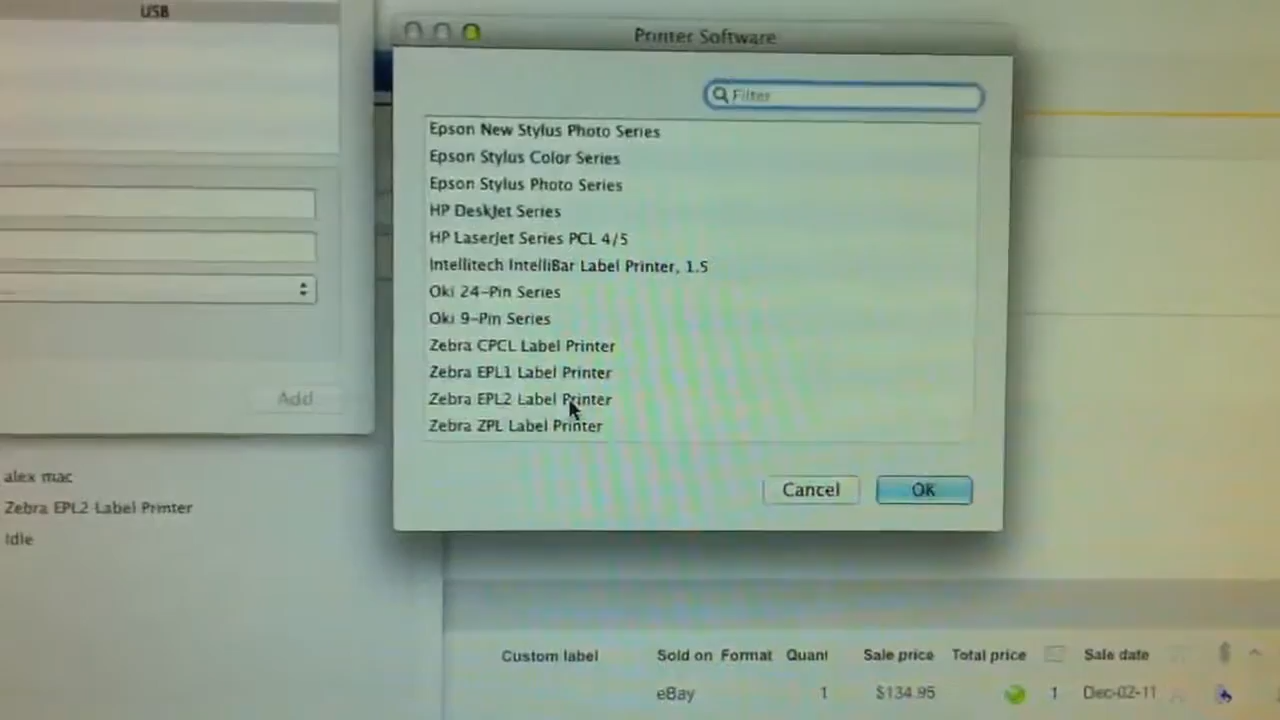 USB
Printer Software
Filter
Epson New Stylus Photo Series
Epson Stylus Color Series
Epson Stylus Photo Series
HP DeskJet Series
HP LaserJet Series PCL 4/5
Intellitech IntelliBar Label Printer, 1.5
Oki 24-Pin Series
Oki 9-Pin Series
Zebra CPCL Label Printer
Zebra EPL1 Label Printer
Zebra EPL2 Label Printer
Zebra ZPL Label Printer
Cancel OK
Add
alex mac
Zebra EPL2 Label Printer
Idle
Custom label Sold on Format Quant Sale price Total price Sale date
eBay 1 $134.95 1 Dec-02-11